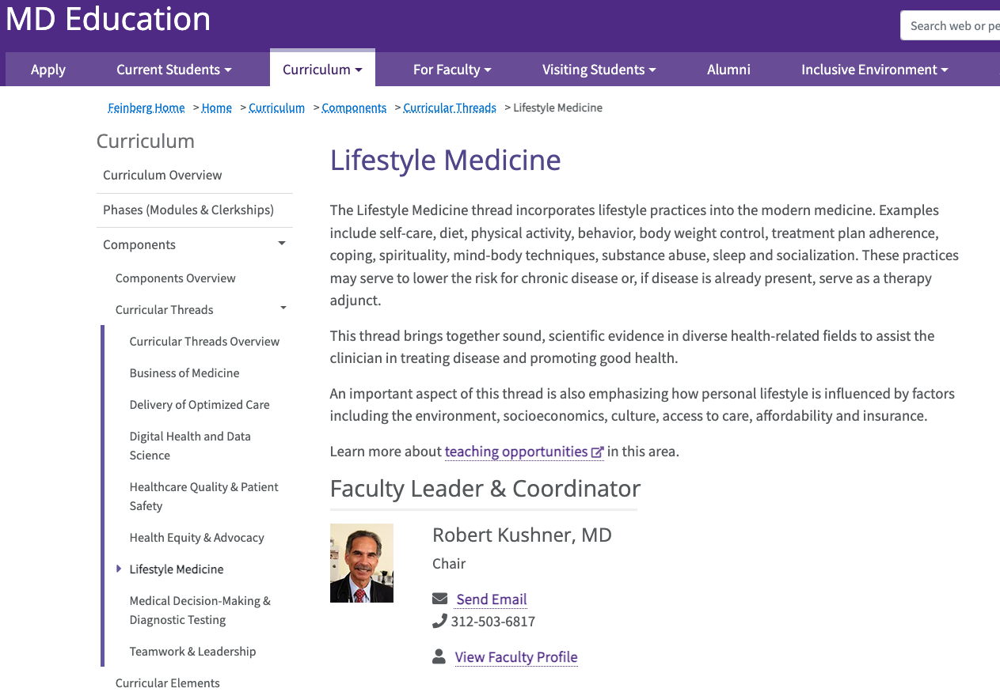 MD Education
Search web or pe
Apply
Current Students
Curriculum
For Faculty
Visiting Students
Alumni
Inclusive Environment
Feinberg Home > Home > Curriculum > Components > Curricular Threads > Lifestyle Medicine
Curriculum
Curriculum Overview
Phases (Modules & Clerkships)
Components
Components Overview
Curricular Threads
Curricular Threads Overview
Business of Medicine
Delivery of Optimized Care
Digital Health and Data
Science
Healthcare Quality & Patient
Safety
Health Equity & Advocacy
Lifestyle Medicine
Medical Decision-Making &
Diagnostic Testing
Teamwork & Leadership
Curricular Elements
Lifestyle Medicine
The Lifestyle Medicine thread incorporates lifestyle practices into the modern medicine. Examples
include self-care, diet, physical activity, behavior, body weight control, treatment plan adherence,
coping, spirituality, mind-body techniques, substance abuse, sleep and socialization. These practices
may serve to lower the risk for chronic disease or, if disease is already present, serve as a therapy
adjunct.
This thread brings together sound, scientific evidence in diverse health-related fields to assist the
clinician in treating disease and promoting good health.
An important aspect of this thread is also emphasizing how personal lifestyle is influenced by factors
including the environment, socioeconomics, culture, access to care, affordability and insurance.
Learn more about teaching opportunities in this area.
Faculty Leader & Coordinator
Robert Kushner, MD
Chair
Send Email
312-503-6817
View Faculty Profile